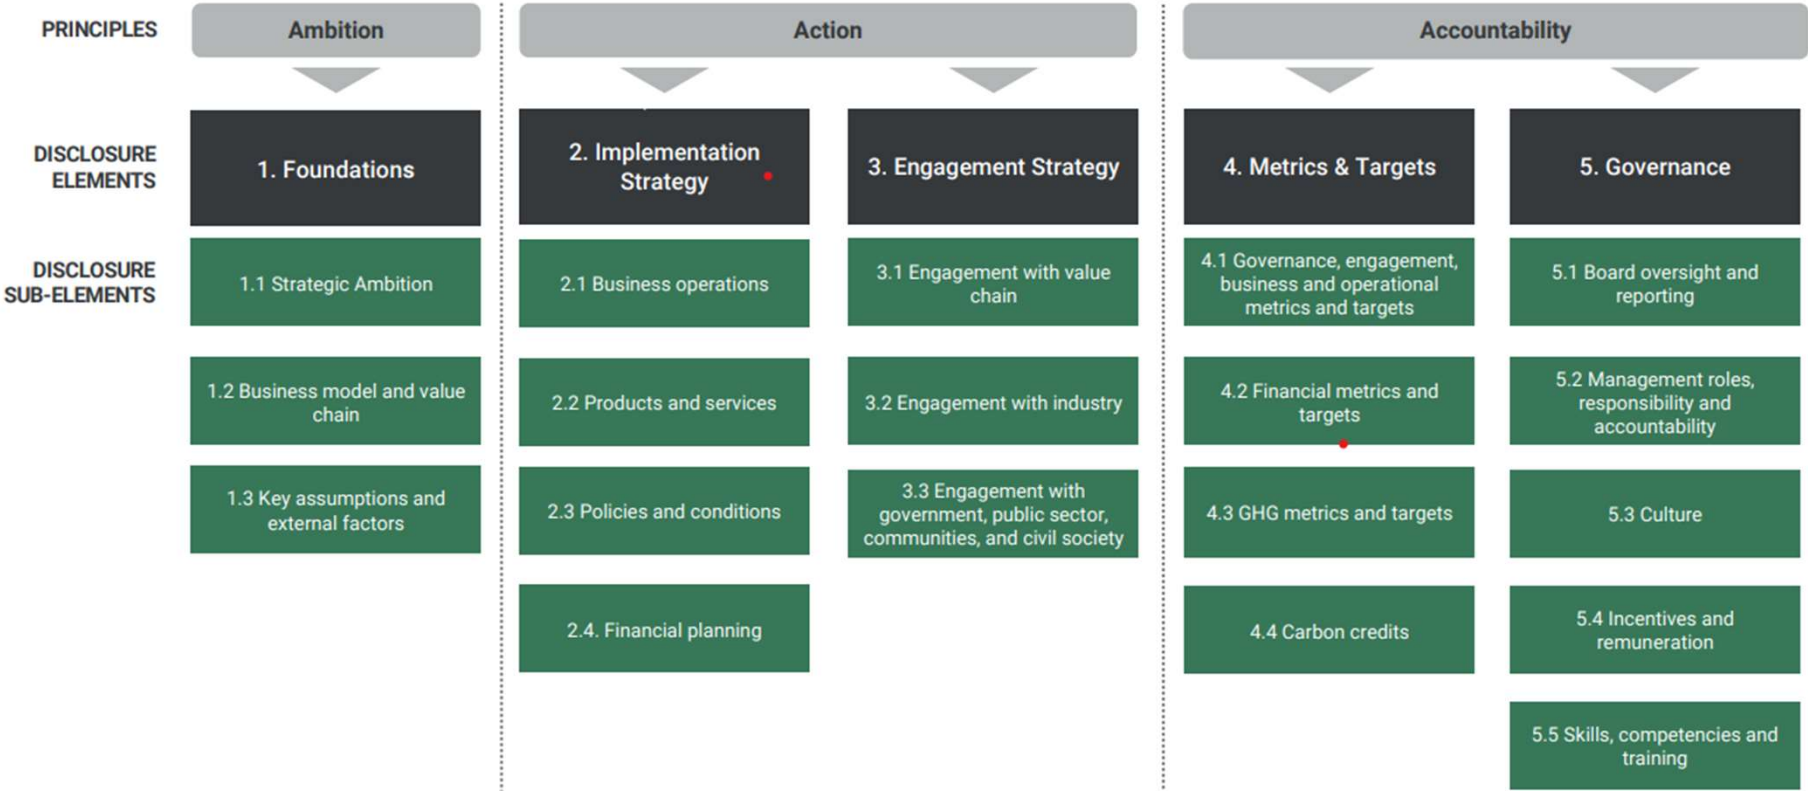 PRINCIPLES
Ambition
Action
Accountability
DISCLOSURE
ELEMENTS
1. Foundations
2. Implementation
Strategy
3. Engagement Strategy
4. Metrics & Targets
5. Governance
DISCLOSURE
SUB-ELEMENTS
1.1 Strategic Ambition
2.1 Business operations
3.1 Engagement with value
chain
4.1 Governance, engagement,
business and operational
metrics and targets
5.1 Board oversight and
reporting
1.2 Business model and value
chain
2.2 Products and services
3.2 Engagement with industry
4.2 Financial metrics and
targets
5.2 Management roles,
responsibility and
accountability
1.3 Key assumptions and
external factors
2.3 Policies and conditions
3.3 Engagement with
government, public sector,
communities, and civil society
4.3 GHG metrics and targets
5.3 Culture
2.4. Financial planning
4.4 Carbon credits
5.4 Incentives and
remuneration
5.5 Skills, competencies and
training